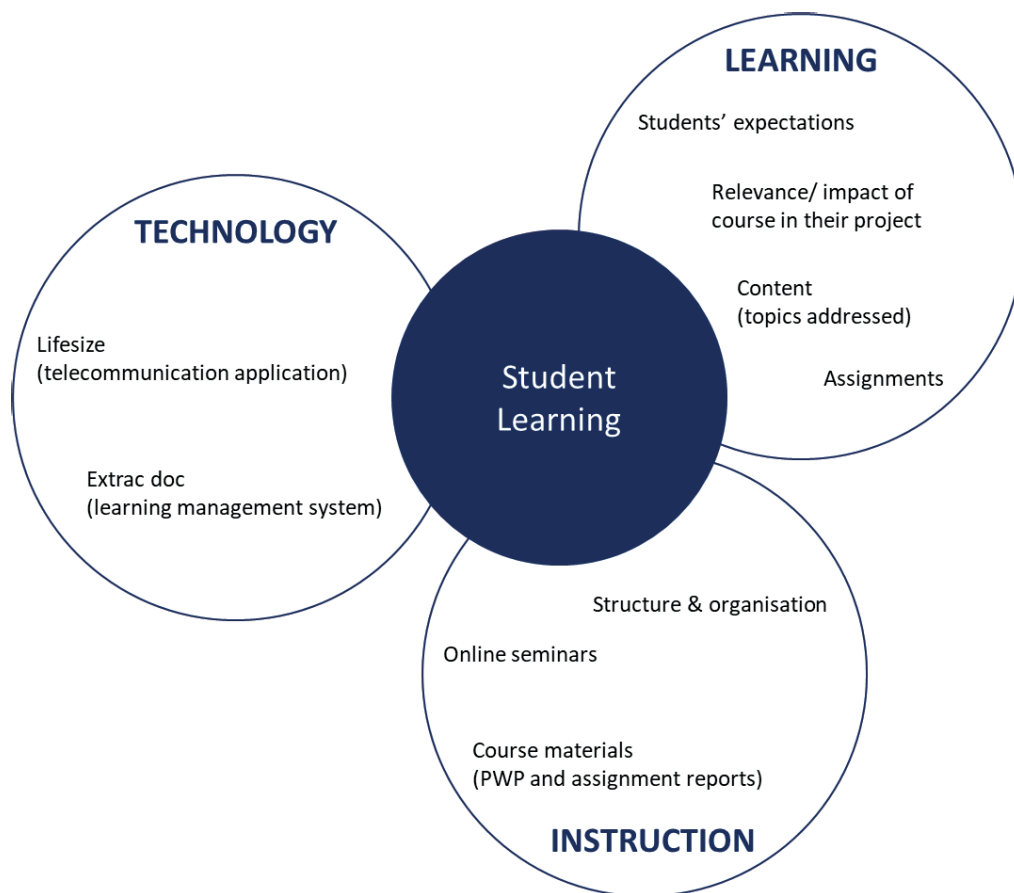 LEARNING
Students’ expectations
Relevance/ impact of
course in their project
Content
(topics addressed)
Assignments
TECHNOLOGY
Lifesize
(telecommunication application)
Extrac doc
(learning management system)
Student
Learning
Structure & organisation
Online seminars
Course materials
(PWP and assignment reports)
INSTRUCTION